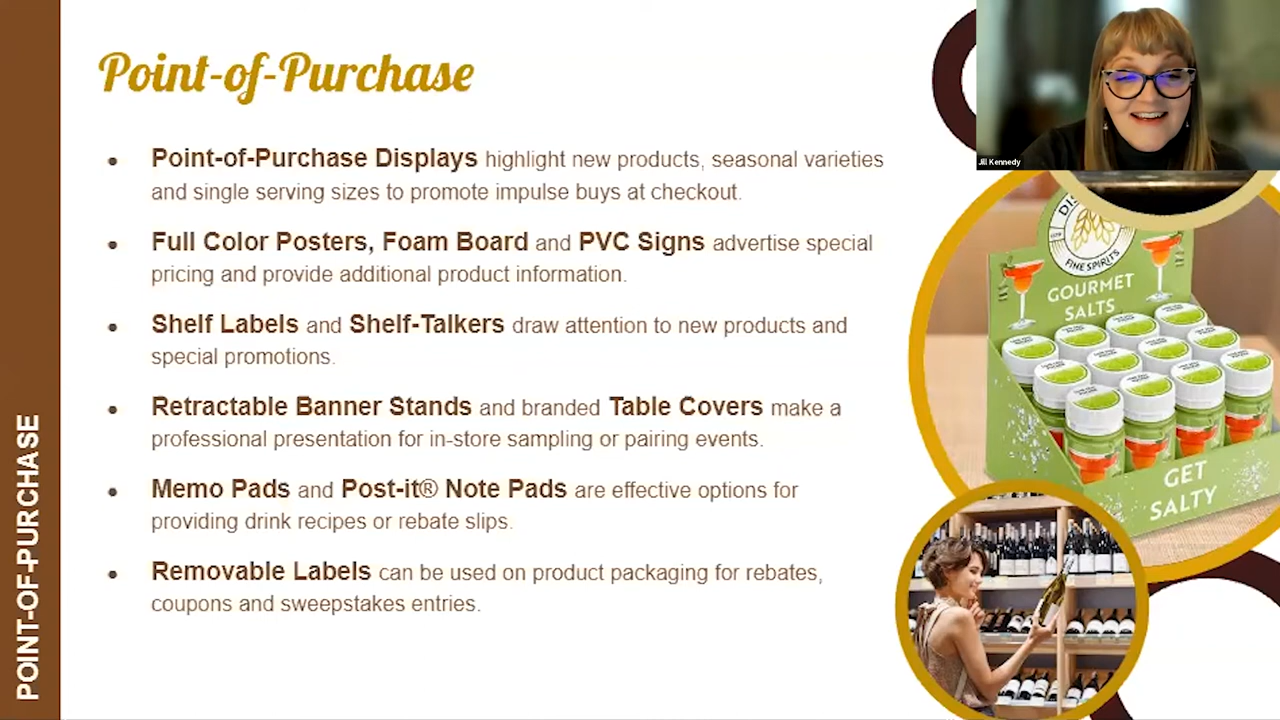 Point-of-Purchase
• Point-of-Purchase Displays highlight new products, seasonal varieties
and single serving sizes to promote impulse buys at checkout.
• Full Color Posters, Foam Board and PVC Signs advertise special
pricing and provide additional product information.
• Shelf Labels and Shelf-Talkers draw attention to new products and
special promotions.
• Retractable Banner Stands and branded Table Covers make a
professional presentation for in-store sampling or pairing events.
• Memo Pads and Post-it® Note Pads are effective options for
providing drink recipes or rebate slips.
• Removable Labels can be used on product packaging for rebates,
coupons and sweepstakes entries.
POINT-OF-PURCHASE
Jill Kennedy
FINE SPIRITS
GOURMET
SALTS
GET
SALTY